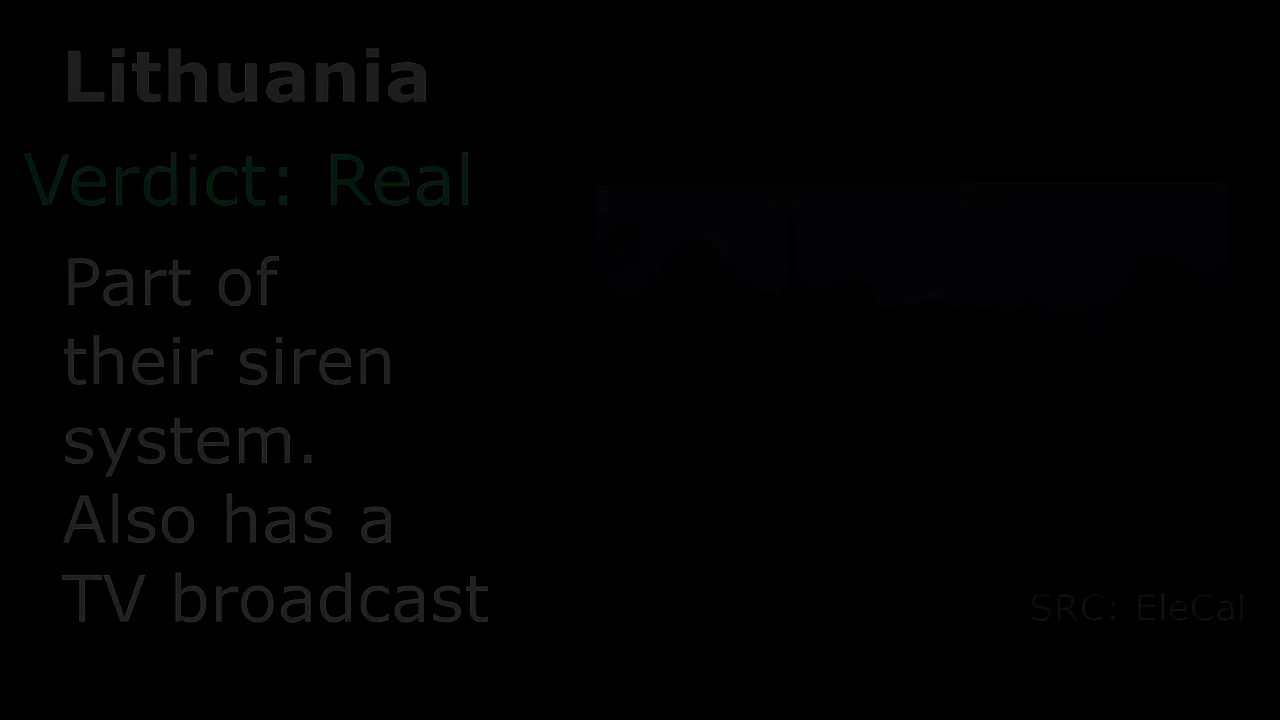 Lithuania
Verdict: Real
Part of
their siren
system.
Also has a
TV broadcast
SRC: EleCal